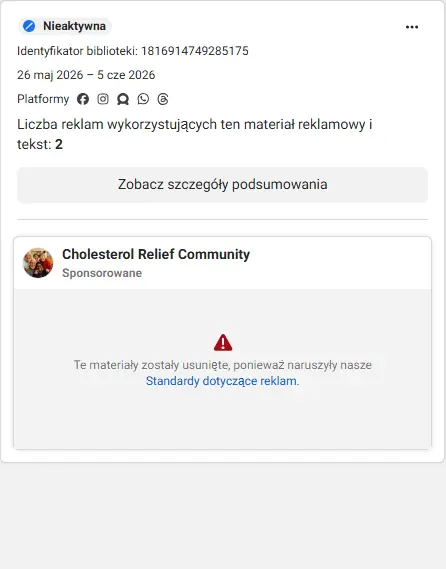 Nieaktywna
Identyfikator biblioteki: 1816914749285175
26 maj 2026 – 5 cze 2026
Platformy
Liczba reklam wykorzystujących ten materiał reklamowy i
tekst: 2
Zobacz szczegóły podsumowania
Cholesterol Relief Community
Sponsorowane
Te materiały zostały usunięte, ponieważ naruszyły nasze
Standardy dotyczące reklam.